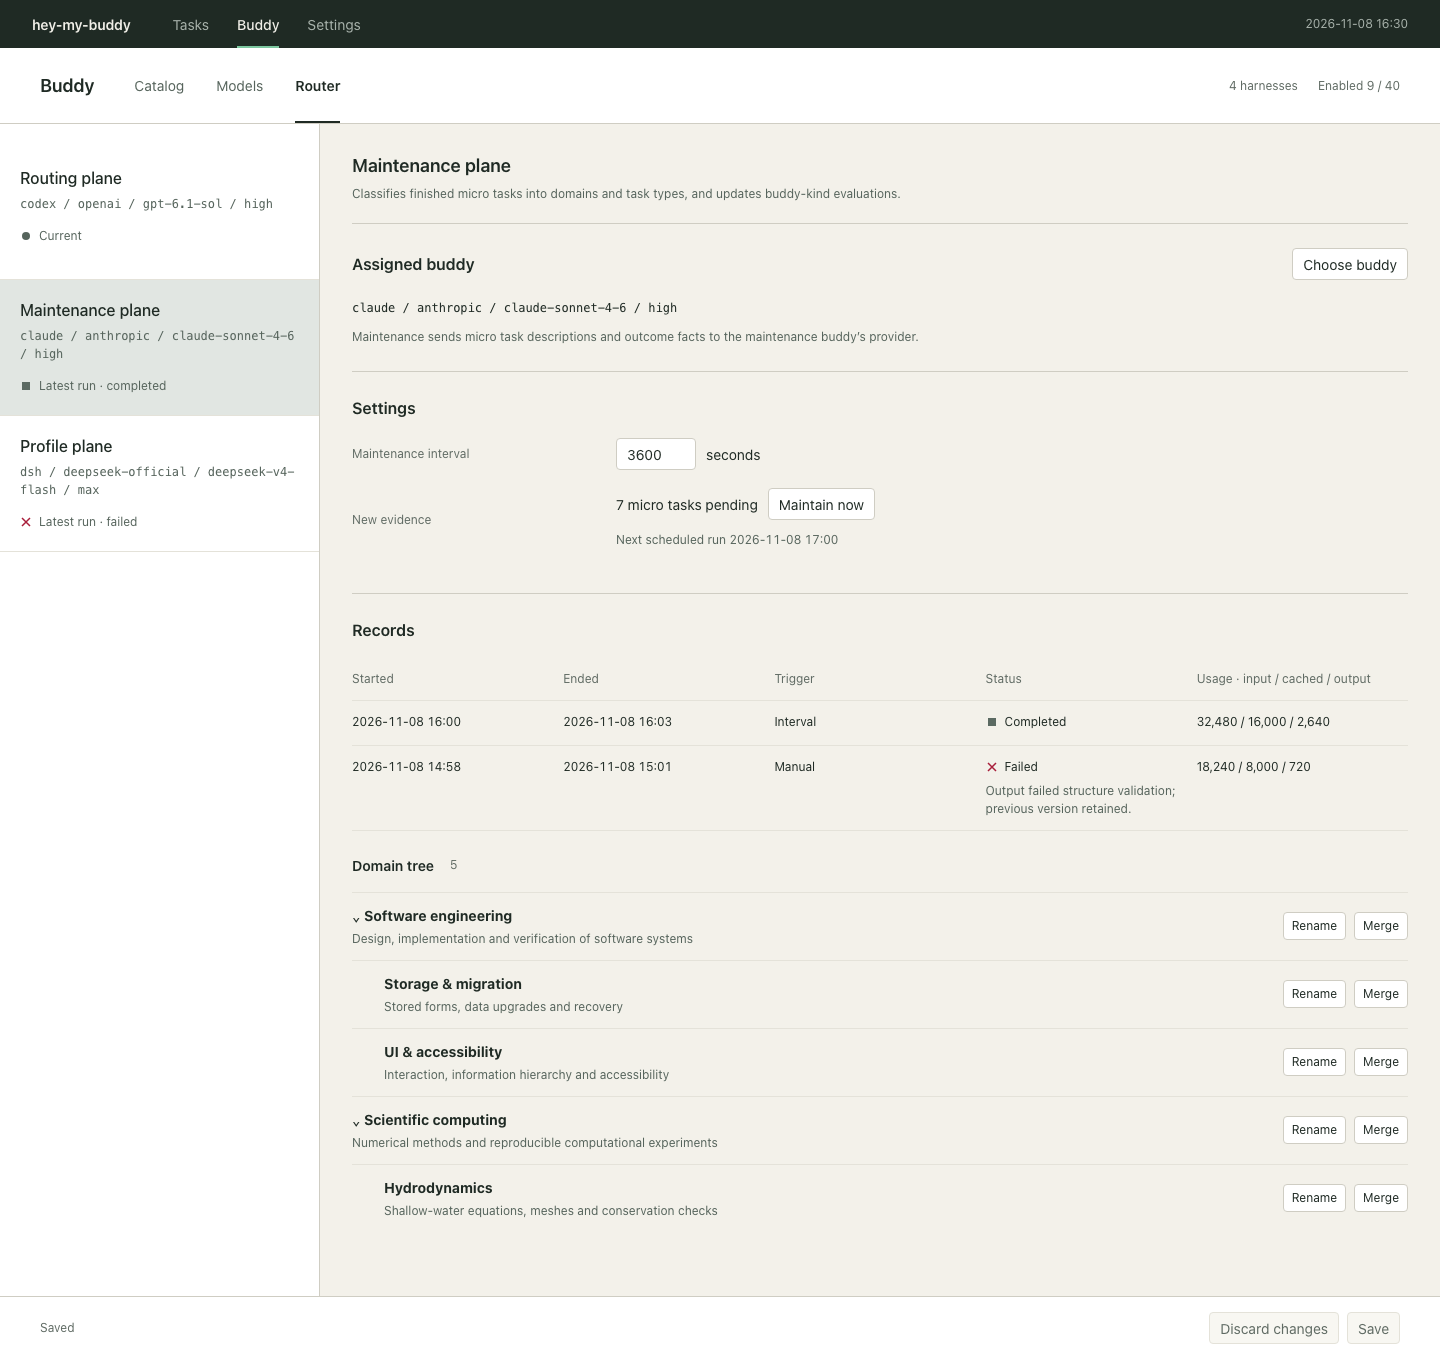 hey-my-buddy
Tasks
Buddy
Settings
2026-11-08 16:30
Buddy
Catalog
Models
Router
4 harnesses
Enabled 9 / 40
Routing plane
codex / openai / gpt-6.1-sol / high
Current
Maintenance plane
claude / anthropic / claude-sonnet-4-6
/ high
Latest run · completed
Profile plane
dsh / deepseek-official / deepseek-v4-
flash / max
Latest run · failed
Maintenance plane
Classifies finished micro tasks into domains and task types, and updates buddy-kind evaluations.
Assigned buddy
Choose buddy
claude / anthropic / claude-sonnet-4-6 / high
Maintenance sends micro task descriptions and outcome facts to the maintenance buddy's provider.
Settings
Maintenance interval
3600
seconds
New evidence
7 micro tasks pending
Maintain now
Next scheduled run 2026-11-08 17:00
Records
Started
Ended
Trigger
Status
Usage · input / cached / output
2026-11-08 16:00
2026-11-08 16:03
Interval
Completed
32,480 / 16,000 / 2,640
2026-11-08 14:58
2026-11-08 15:01
Manual
Failed
18,240 / 8,000 / 720
Output failed structure validation;
previous version retained.
Domain tree
5
Software engineering
Design, implementation and verification of software systems
Rename
Merge
Storage & migration
Stored forms, data upgrades and recovery
Rename
Merge
UI & accessibility
Interaction, information hierarchy and accessibility
Rename
Merge
Scientific computing
Numerical methods and reproducible computational experiments
Rename
Merge
Hydrodynamics
Shallow-water equations, meshes and conservation checks
Rename
Merge
Saved
Discard changes
Save